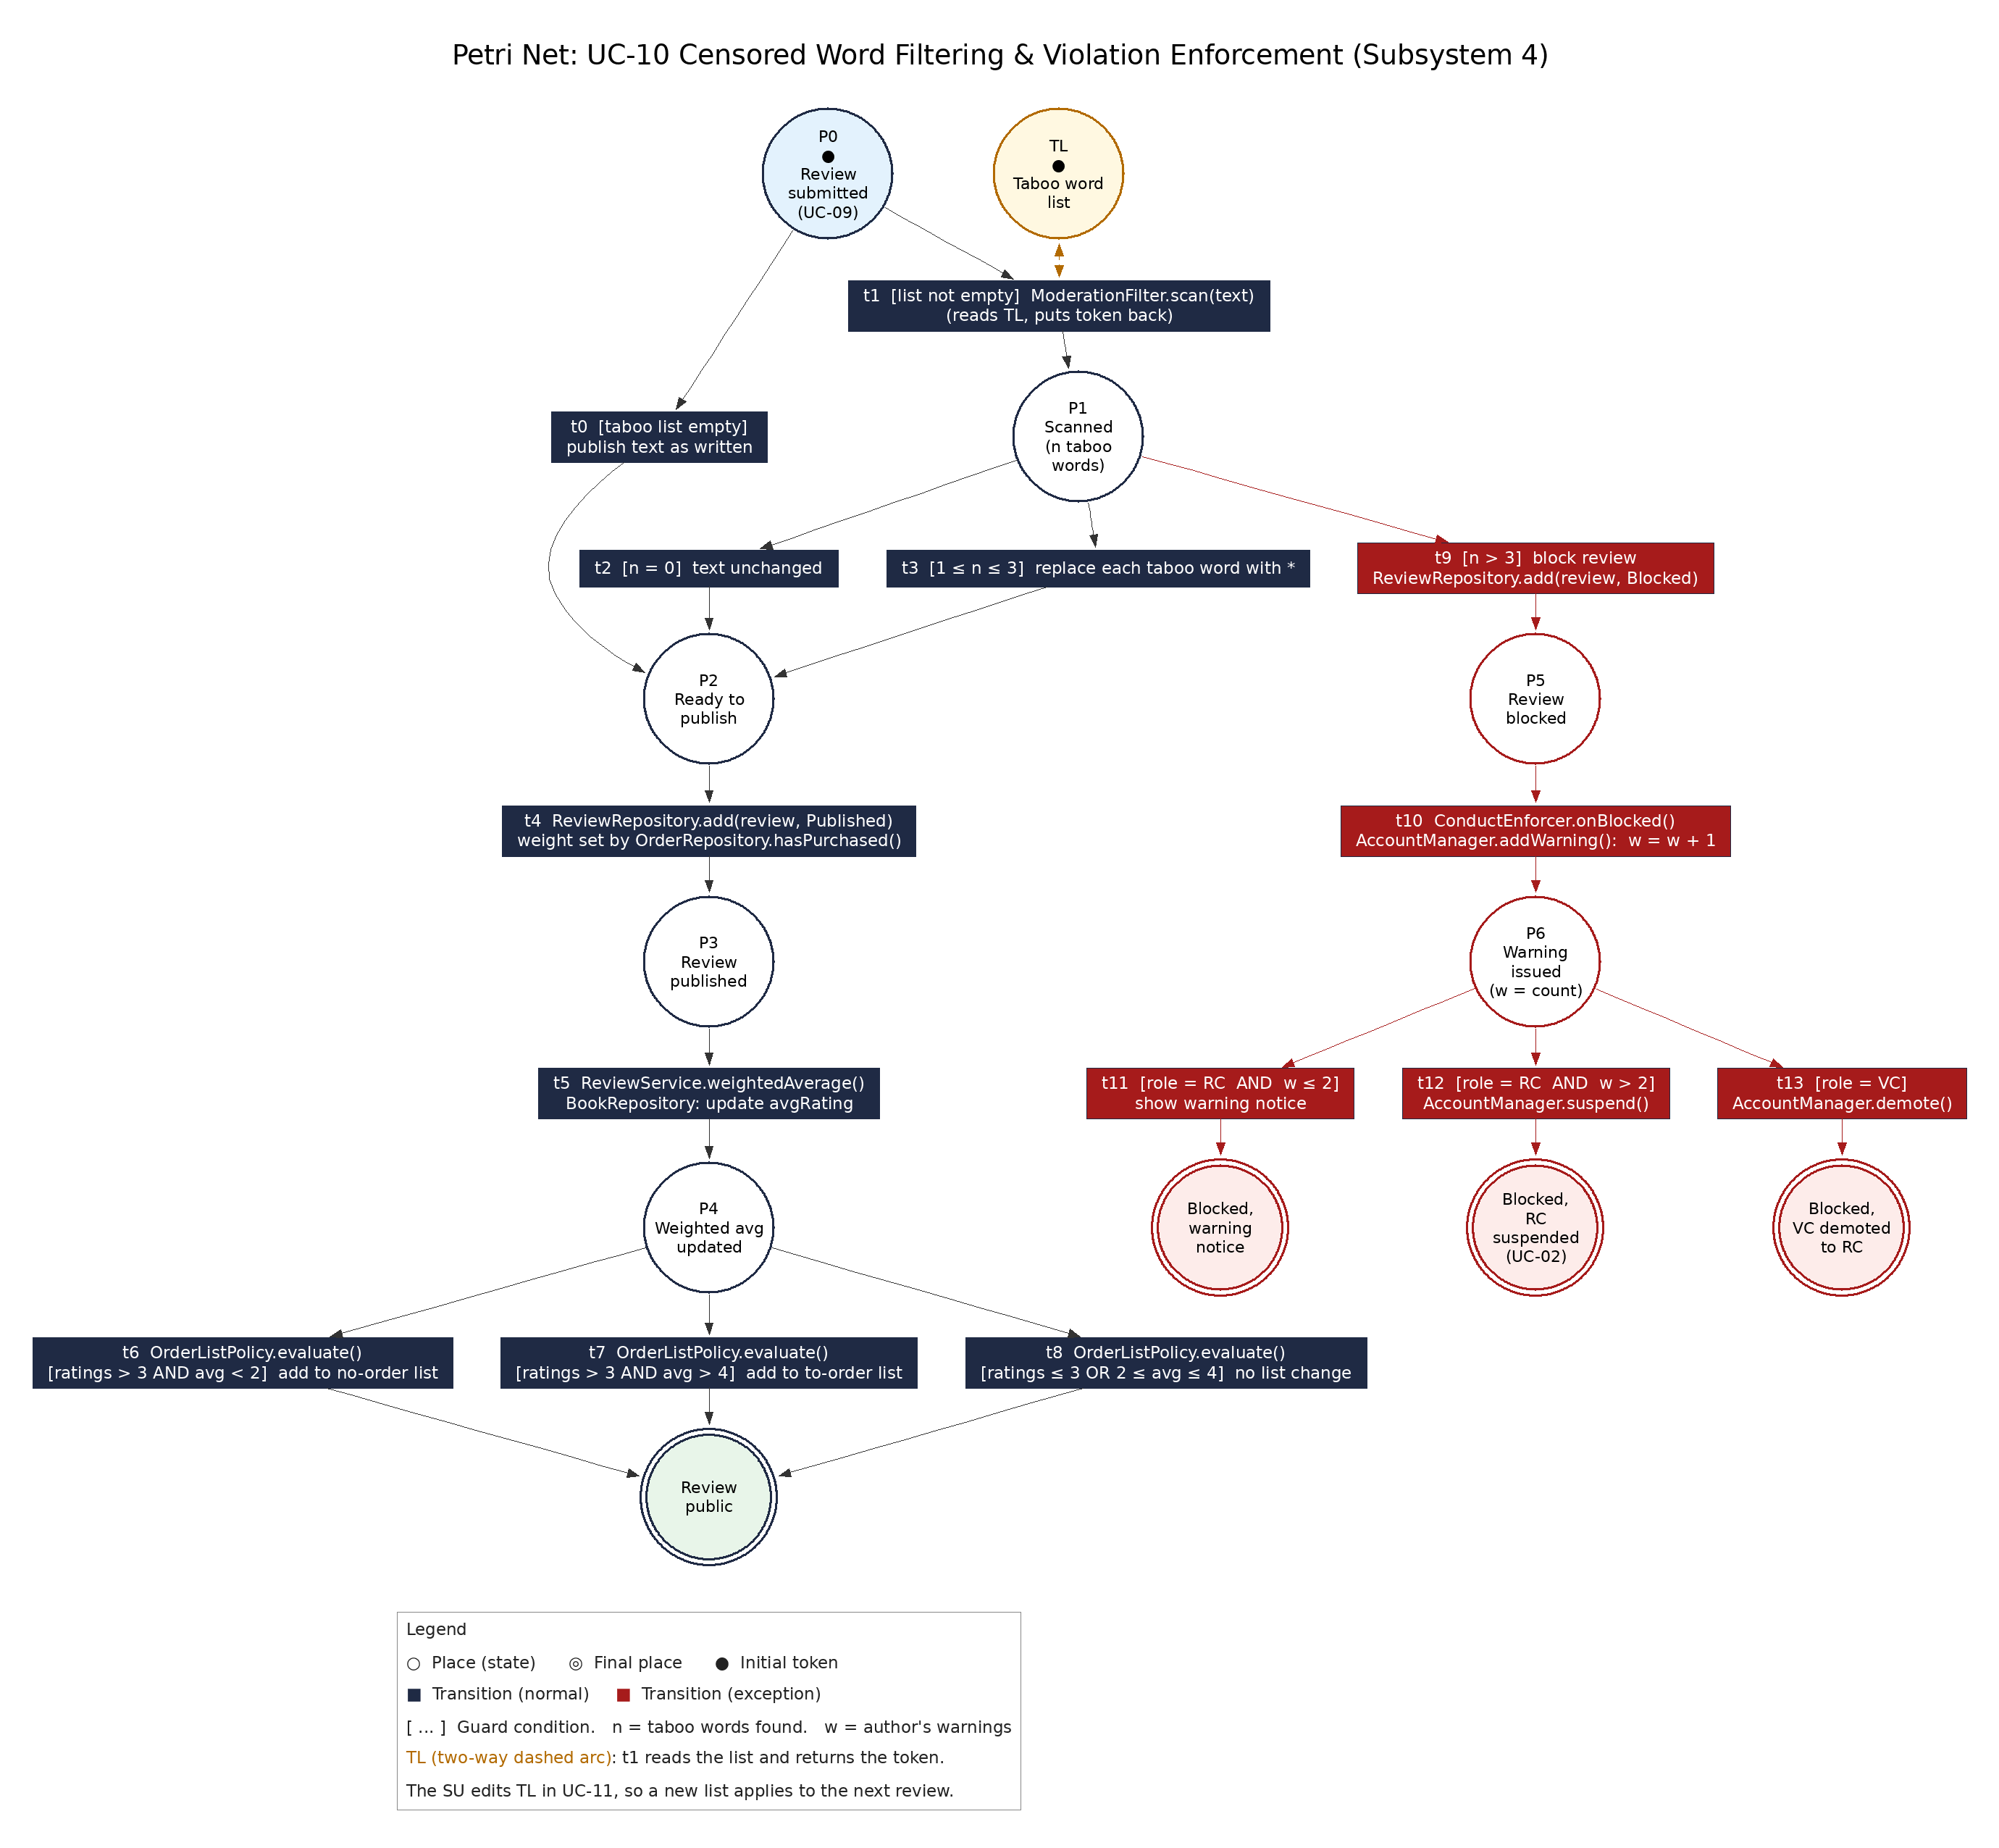 Petri Net: UC-10 Censored Word Filtering & Violation Enforcement (Subsystem 4)
P0
●
Review
submitted
(UC-09)
TL
●
Taboo word
list
t1  [list not empty]  ModerationFilter.scan(text)
(reads TL, puts token back)
t0  [taboo list empty]
publish text as written
P1
Scanned
(n taboo
words)
t2  [n = 0]  text unchanged
t3  [1 ≤ n ≤ 3]  replace each taboo word with *
t9  [n > 3]  block review
ReviewRepository.add(review, Blocked)
P2
Ready to
publish
P5
Review
blocked
t4  ReviewRepository.add(review, Published)
weight set by OrderRepository.hasPurchased()
t10  ConductEnforcer.onBlocked()
AccountManager.addWarning():  w = w + 1
P3
Review
published
P6
Warning
issued
(w = count)
t5  ReviewService.weightedAverage()
BookRepository: update avgRating
t11  [role = RC  AND  w ≤ 2]
show warning notice
t12  [role = RC  AND  w > 2]
AccountManager.suspend()
t13  [role = VC]
AccountManager.demote()
P4
Weighted avg
updated
Blocked,
warning
notice
Blocked,
RC
suspended
(UC-02)
Blocked,
VC demoted
to RC
t6  OrderListPolicy.evaluate()
[ratings > 3 AND avg < 2]  add to no-order list
t7  OrderListPolicy.evaluate()
[ratings > 3 AND avg > 4]  add to to-order list
t8  OrderListPolicy.evaluate()
[ratings ≤ 3 OR 2 ≤ avg ≤ 4]  no list change
Review
public
Legend
○  Place (state)  ◎  Final place  ●  Initial token
■  Transition (normal)  ■  Transition (exception)
[ ... ]  Guard condition.   n = taboo words found.   w = author's warnings
TL (two-way dashed arc): t1 reads the list and returns the token.
The SU edits TL in UC-11, so a new list applies to the next review.